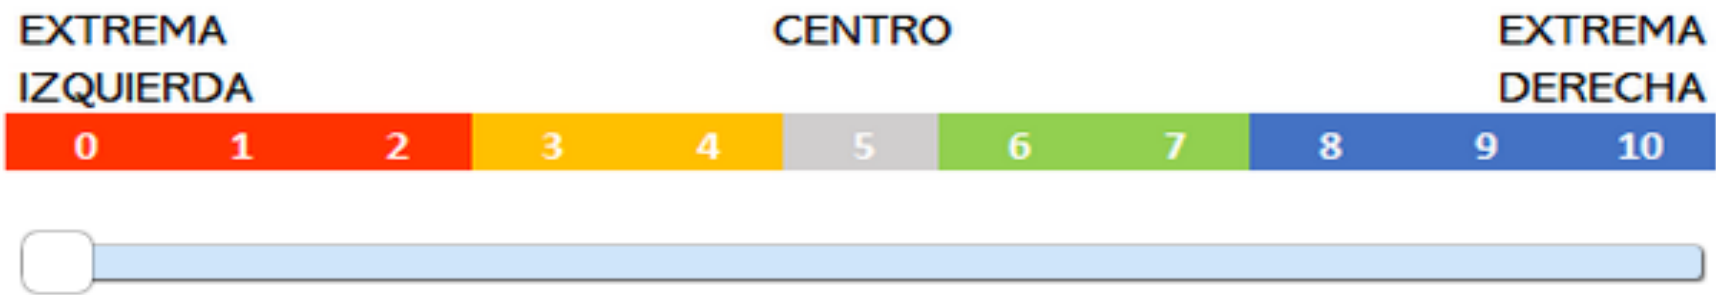 EXTREMA CENTRO EXTREMA
IZQUIERDA DERECHA
0 1 2 3 4 5 6 7 8 9 10